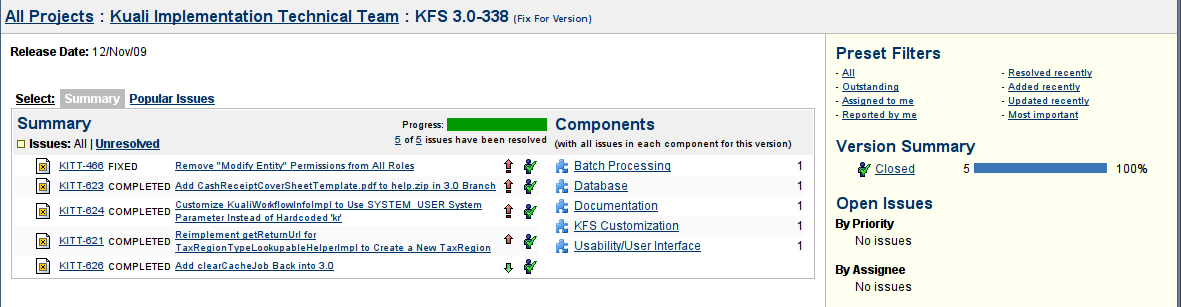 All Projects : Kuali Implementation Technical Team : KFS 3.0-338 (Fix For Version)
Release Date: 12/Nov/09
Select: Summary Popular Issues
Summary
Issues: All | Unresolved
Progress:
5 of 5 issues have been resolved
KITT-466 FIXED Remove "Modify Entity" Permissions from All Roles
KITT-623 COMPLETED Add CashReceiptCoverSheetTemplate.pdf to help.zip in 3.0 Branch
KITT-624 COMPLETED Customize KualiWorkflowInfoImpl to Use SYSTEM_USER System
Parameter Instead of Hardcoded 'kr'
KITT-621 COMPLETED Reimplement getReturnUrl for
TaxRegionTypeLookupableHelperImpl to Create a New TaxRegion
KITT-626 COMPLETED Add clearCacheJob Back into 3.0
Components
(with all issues in each component for this version)
Batch Processing 1
Database 1
Documentation 1
KFS Customization 1
Usability/User Interface 1
Preset Filters
- All
- Outstanding
- Assigned to me
- Reported by me
- Resolved recently
- Added recently
- Updated recently
- Most important
Version Summary
Closed 5 100%
Open Issues
By Priority
No issues
By Assignee
No issues